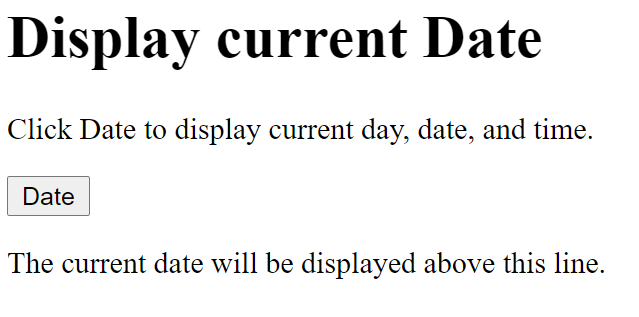 Display current Date
Click Date to display current day, date, and time.
Date
The current date will be displayed above this line.